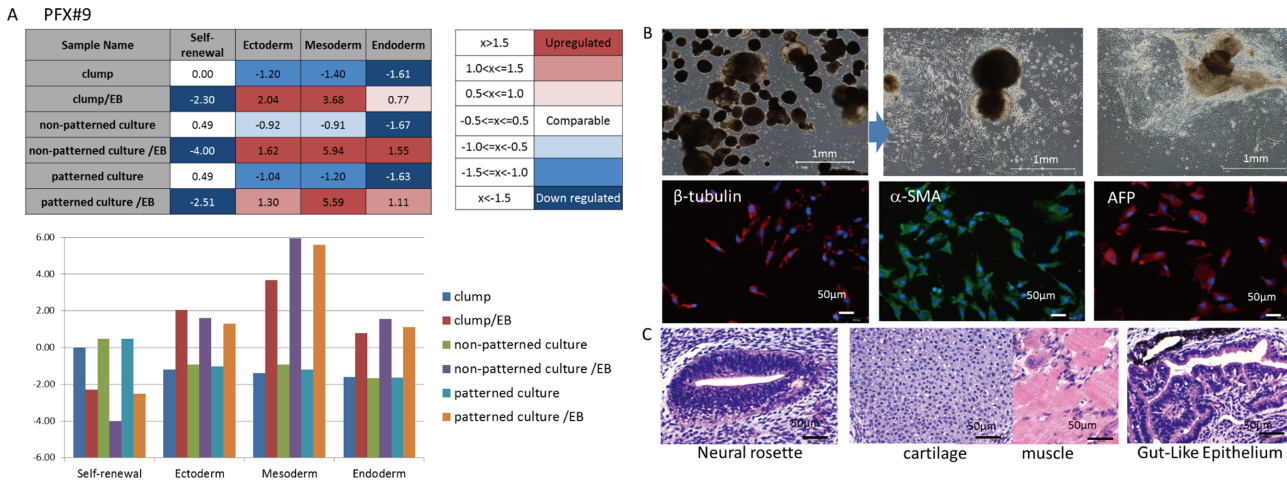 A PFX#9
Sample Name Self-renewal Ectoderm Mesoderm Endoderm
clump 0.00 -1.20 -1.40 -1.61
clump/EB -2.30 2.04 3.68 0.77
non-patterned culture 0.49 -0.92 -0.91 -1.67
non-patterned culture /EB -4.00 1.62 5.94 1.55
patterned culture 0.49 -1.04 -1.20 -1.63
patterned culture /EB -2.51 1.30 5.59 1.11
x>1.5 Upregulated
1.0<x<=1.5
0.5<x<=1.0
-0.5<=x<=0.5 Comparable
-1.0<=x<-0.5
-1.5<=x<-1.0
x<-1.5 Down regulated
6.00
4.00
2.00
0.00
-2.00
-4.00
-6.00
Self-renewal Ectoderm Mesoderm Endoderm
clump
clump/EB
non-patterned culture
non-patterned culture /EB
patterned culture
patterned culture /EB
B
1mm 1mm 1mm
β-tubulin α-SMA AFP
50μm 50μm 50μm
C
50μm 50μm 50μm 50μm
Neural rosette cartilage muscle Gut-Like Epithelium